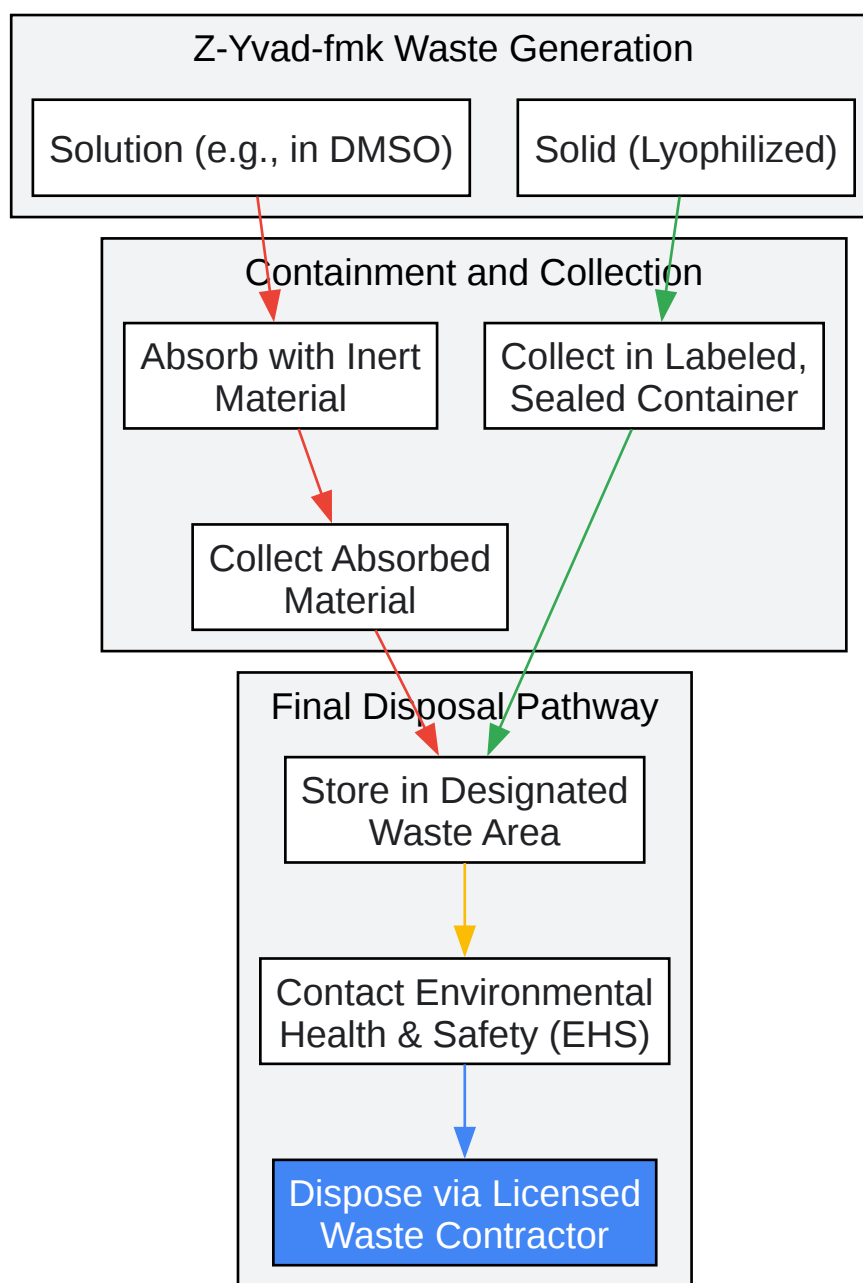 Z-Yvad-fmk Waste Generation
Solution (e.g., in DMSO)
Solid (Lyophilized)
Containment and Collection
Absorb with Inert
Material
Collect in Labeled,
Sealed Container
Collect Absorbed
Material
Final Disposal Pathway
Store in Designated
Waste Area
Contact Environmental
Health & Safety (EHS)
Dispose via Licensed
Waste Contractor